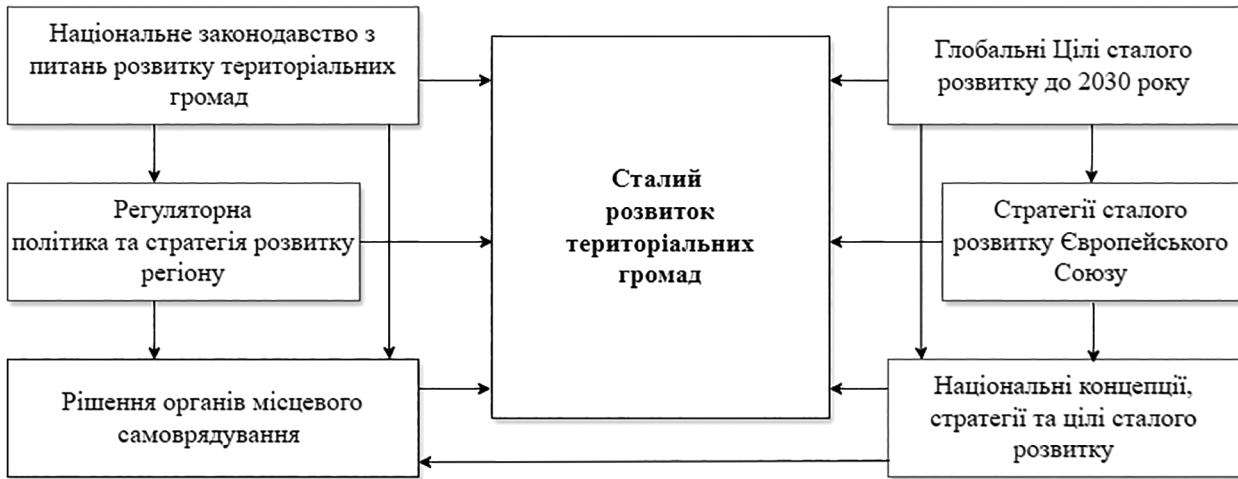 Національне законодавство з
питань розвитку територіальних
громад
Глобальні Цілі сталого
розвитку до 2030 року
Сталий
розвиток
територіальних
громад
Регуляторна
політика та стратегія розвитку
регіону
Стратегії сталого
розвитку Європейського
Союзу
Рішення органів місцевого
самоврядування
Національні концепції,
стратегії та цілі сталого
розвитку